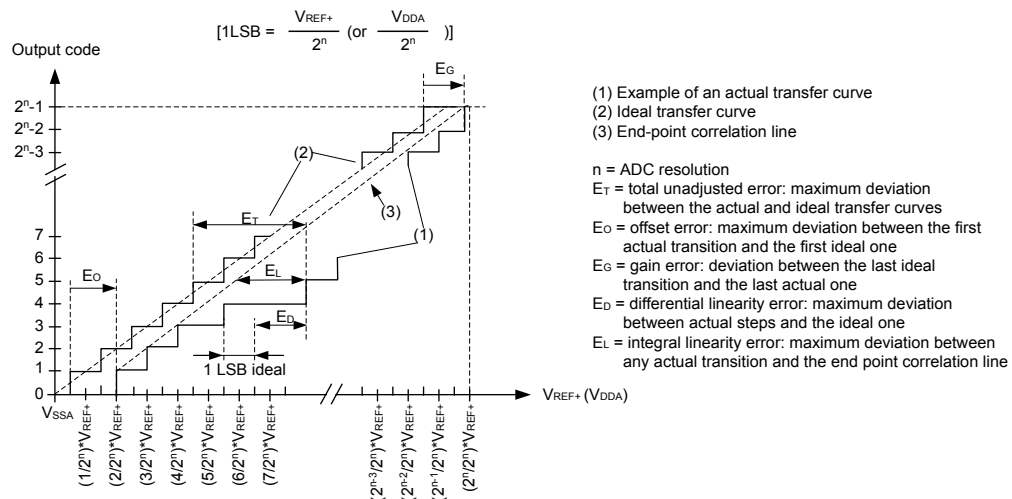 [1LSB = VREF+ / 2ⁿ (or VDDA / 2ⁿ )]
Output code
EG
2ⁿ-1
2ⁿ-2
2ⁿ-3
7
6
5
4
3
2
1
0
(2)
(3)
(1)
ET
EO
EL
ED
1 LSB ideal
VSSA
(1/2ⁿ)*VREF+
(2/2ⁿ)*VREF+
(3/2ⁿ)*VREF+
(4/2ⁿ)*VREF+
(5/2ⁿ)*VREF+
(6/2ⁿ)*VREF+
(7/2ⁿ)*VREF+
(2ⁿ⁻³/2ⁿ)*VREF+
(2ⁿ⁻²/2ⁿ)*VREF+
(2ⁿ⁻¹/2ⁿ)*VREF+
(2ⁿ/2ⁿ)*VREF+
VREF+ (VDDA)
(1) Example of an actual transfer curve
(2) Ideal transfer curve
(3) End-point correlation line
n = ADC resolution
ET = total unadjusted error: maximum deviation
between the actual and ideal transfer curves
EO = offset error: maximum deviation between the first
actual transition and the first ideal one
EG = gain error: deviation between the last ideal
transition and the last actual one
ED = differential linearity error: maximum deviation
between actual steps and the ideal one
EL = integral linearity error: maximum deviation between
any actual transition and the end point correlation line